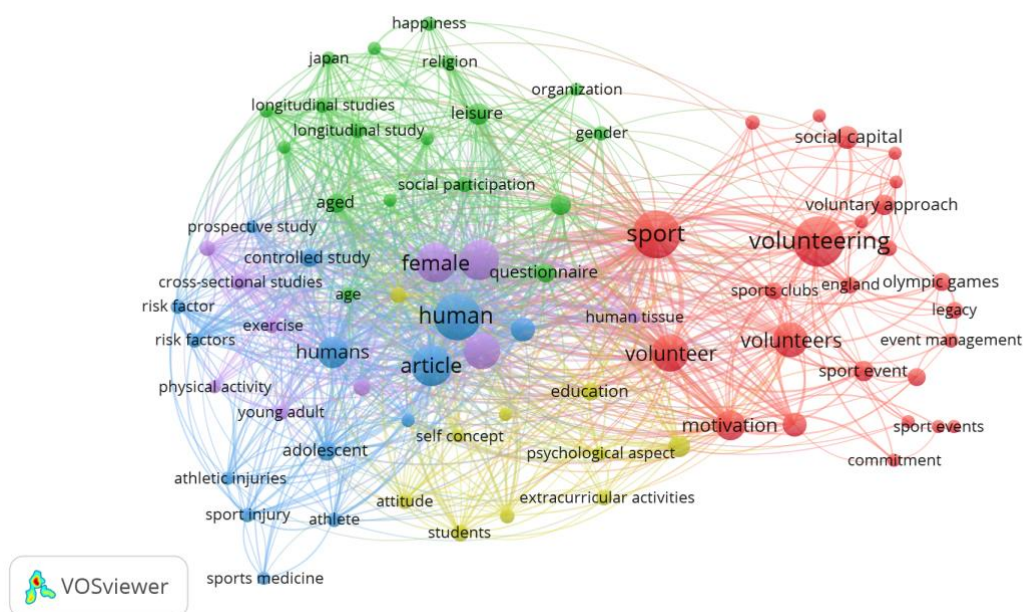 happiness
japan
religion
organization
longitudinal studies
leisure
gender
longitudinal study
social capital
social participation
aged
voluntary approach
prospective study
sport
volunteering
controlled study
female
questionnaire
cross-sectional studies
age
sports clubs
england
olympic games
risk factor
human
human tissue
legacy
exercise
risk factors
humans
volunteer
volunteers
event management
article
sport event
physical activity
education
young adult
motivation
sport events
self concept
adolescent
psychological aspect
commitment
athletic injuries
attitude
extracurricular activities
sport injury
athlete
students
sports medicine
VOSviewer